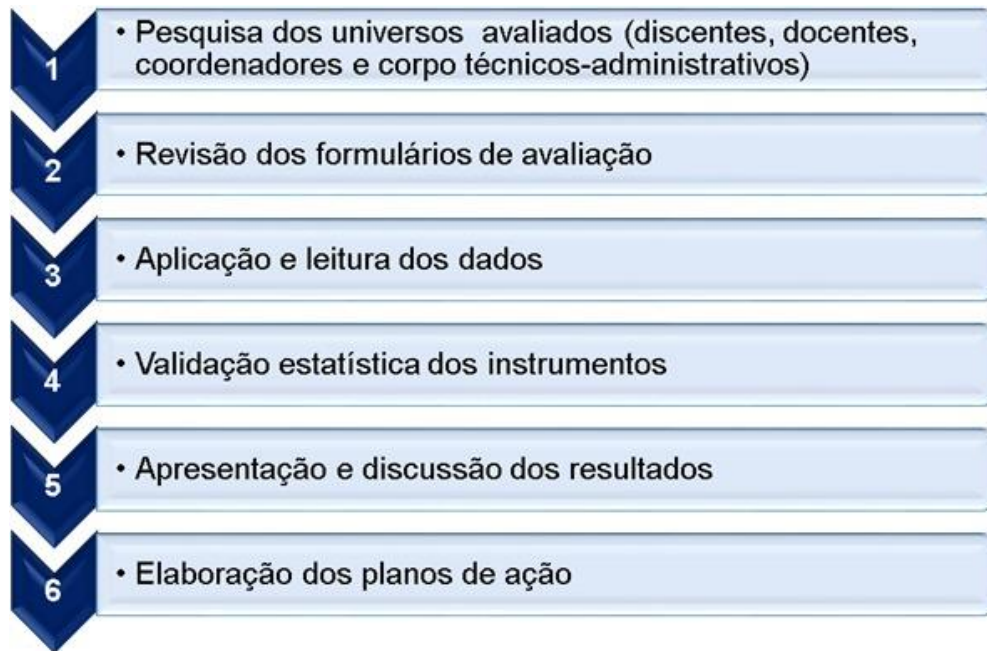 1
• Pesquisa dos universos avaliados (discentes, docentes,
coordenadores e corpo técnicos-administrativos)
2
• Revisão dos formulários de avaliação
3
• Aplicação e leitura dos dados
4
• Validação estatística dos instrumentos
5
• Apresentação e discussão dos resultados
6
• Elaboração dos planos de ação